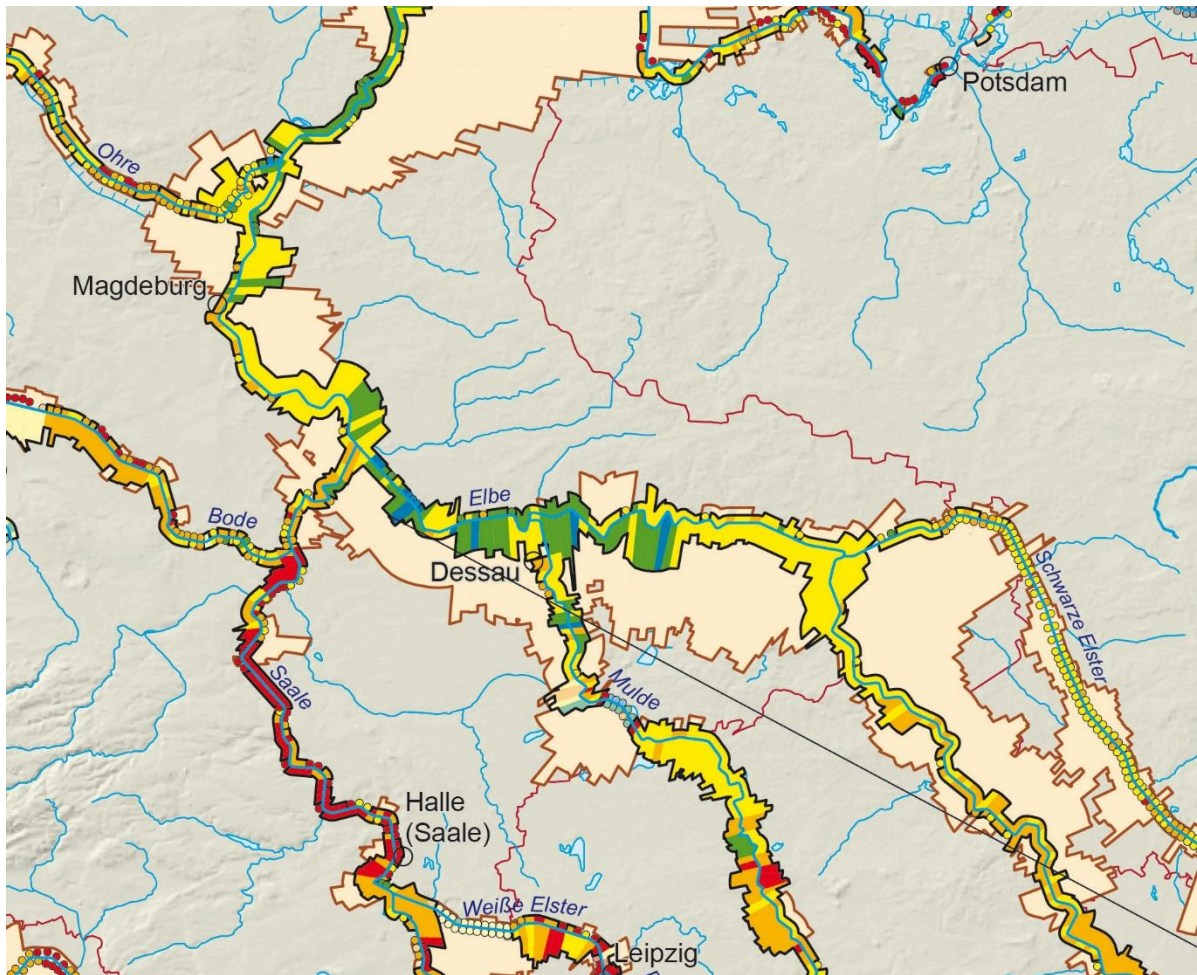 Potsdam
Ohre
Magdeburg
Elbe
Bode
Dessau
Schwarze Elster
Saale
Mulde
Halle
(Saale)
Weiße Elster
Leipzig